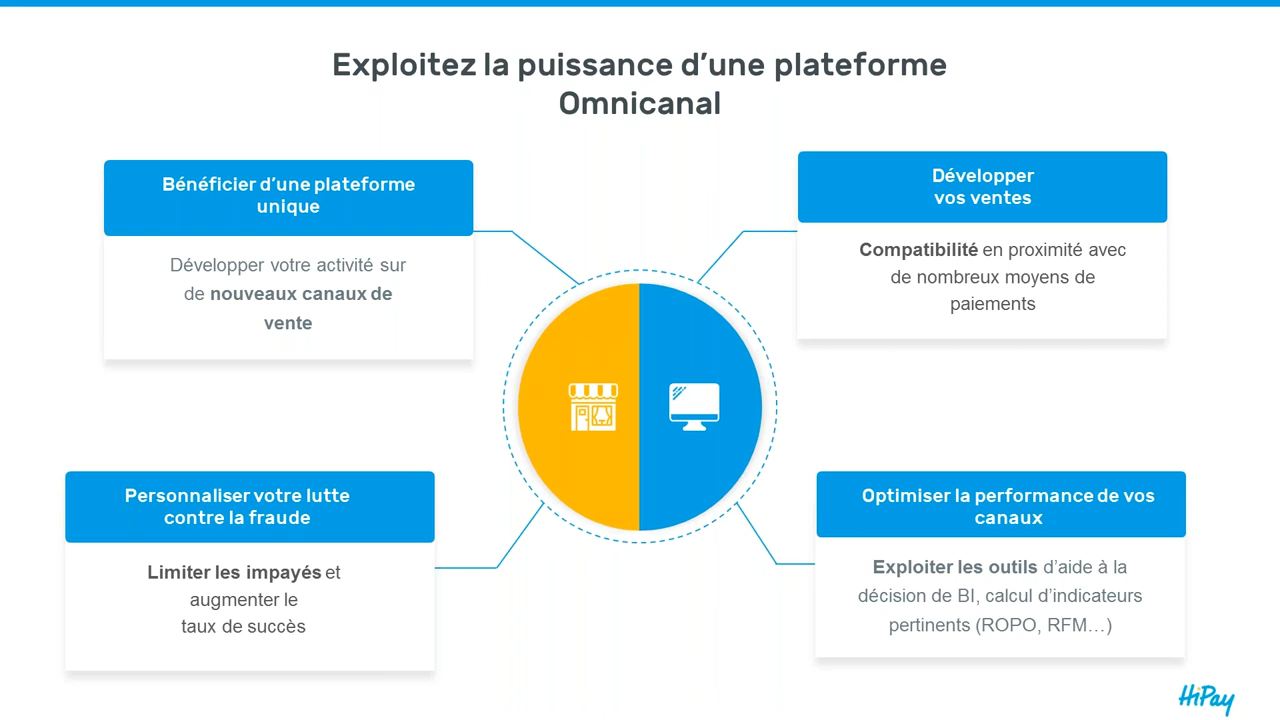 Exploitez la puissance d’une plateforme
Omnicanal
Bénéficier d’une plateforme
unique
Développer votre activité sur
de nouveaux canaux de
vente
Développer
vos ventes
Compatibilité en proximité avec
de nombreux moyens de
paiements
Personnaliser votre lutte
contre la fraude
Limiter les impayés et
augmenter le
taux de succès
Optimiser la performance de vos
canaux
Exploiter les outils d’aide à la
décision de BI, calcul d’indicateurs
pertinents (ROPO, RFM…)
HiPay